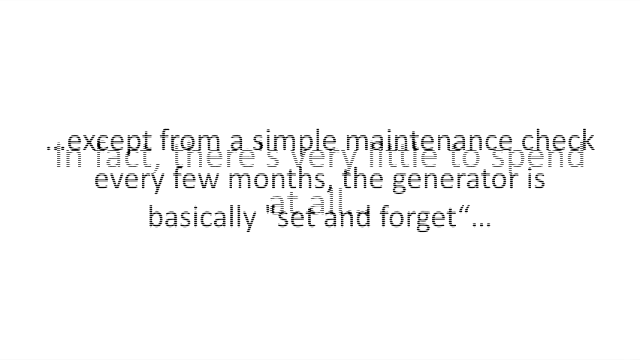 ...except from a simple maintenance check
In fact, there's very little to spend
every few months, the generator is
at all...
basically "set and forget“...